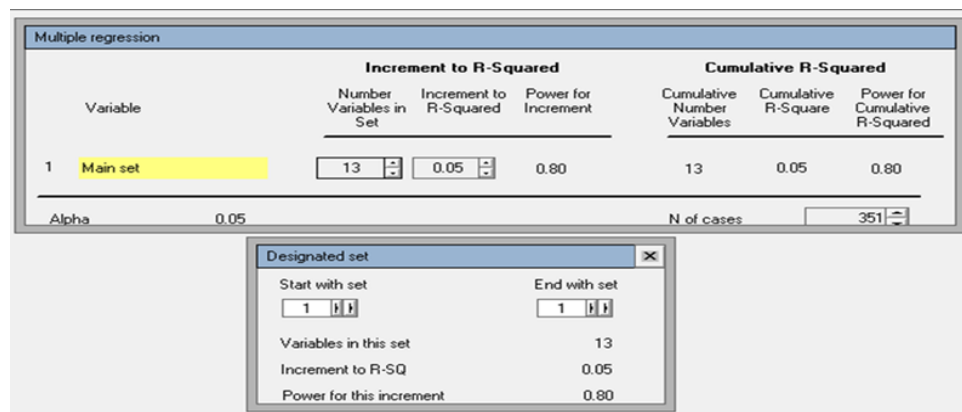 Multiple regression
Increment to R-Squared Cumulative R-Squared
Variable Number Variables in Set Increment to R-Squared Power for Increment Cumulative Number Variables Cumulative R-Square Power for Cumulative R-Squared
1 Main set 13 0.05 0.80 13 0.05 0.80
Alpha 0.05 N of cases 351
Designated set
Start with set End with set
1 1
Variables in this set 13
Increment to R-SQ 0.05
Power for this increment 0.80